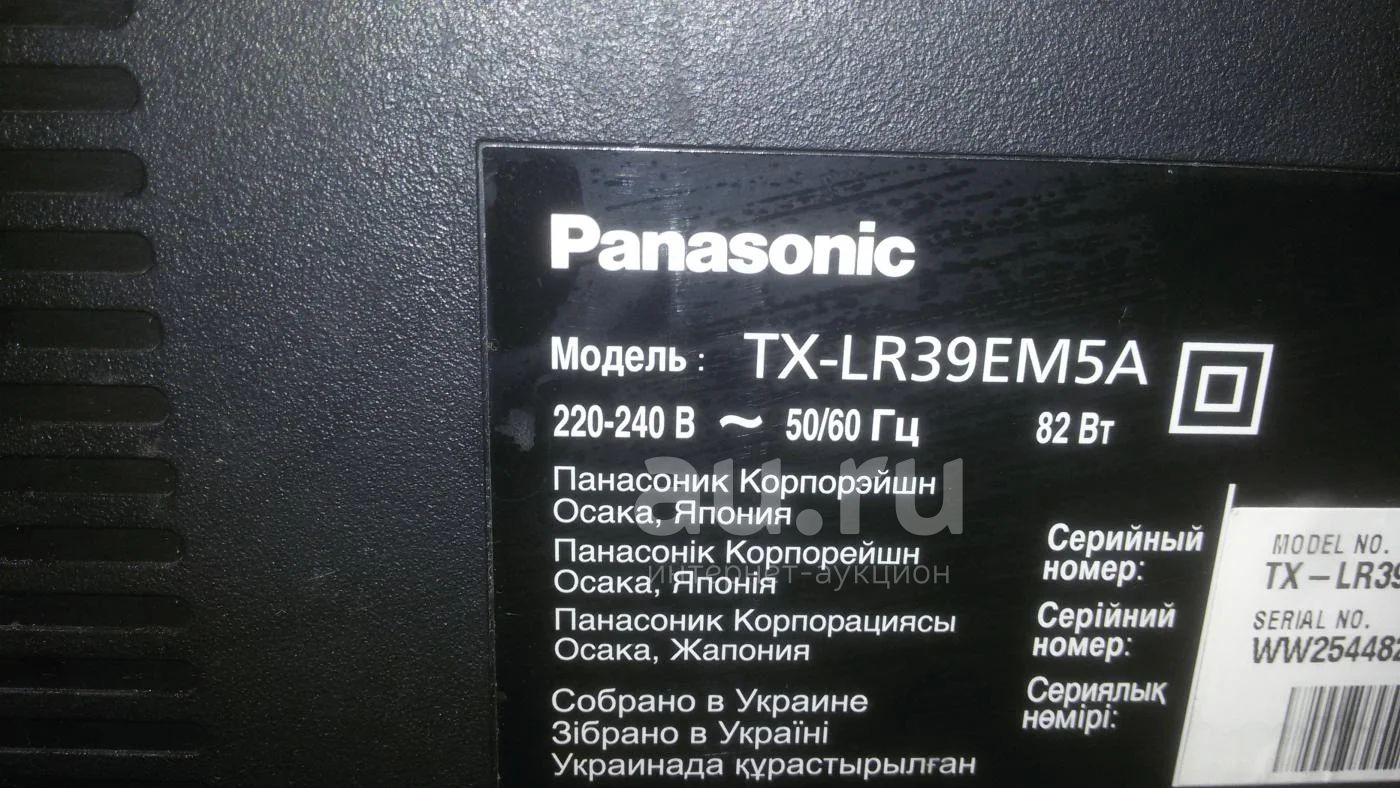 Panasonic
Модель : TX-LR39EM5A
220-240 В ~ 50/60 Гц 82 Вт
Панасоник Корпорэйшн
Осака, Япония
Панасонік Корпорейшн
Осака, Японія
Панасоник Корпорациясы
Осака, Жапония
Собрано в Украине
Зібрано в Україні
Украинада құрастырылған
Серийный
номер:
Серійний
номер:
Сериялық
нөмірі:
MODEL NO.
TX-LR39
SERIAL NO.
WW254482
au.ru
интернет-аукцион